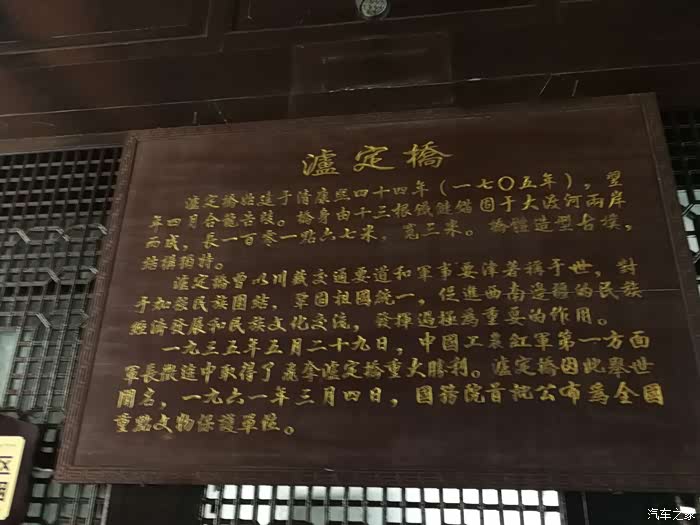 瀘定橋
瀘定橋始造于清康熙四十四年（一七〇五年），翌
年四月合龍告竣。橋身由十三根鐵鏈錨固于大渡河兩岸
而成，長一百零一點六七米，寬三米。橋體造型古樸，
結構獨特。
瀘定橋曾以川藏交通要道和軍事要津著稱于世，對
于加強民族團結，鞏固祖國統一，促進西南邊疆的民族
經濟發展和民族文化交流，發揮過極爲重要的作用。
一九三五年五月二十九日，中國工農紅軍第一方面
軍長徵途中取得了飛奪瀘定橋重大勝利。瀘定橋因此舉世
聞名，一九六一年三月四日，国務院首批公布爲全國
重點文物保護單位。
区
汽车之家